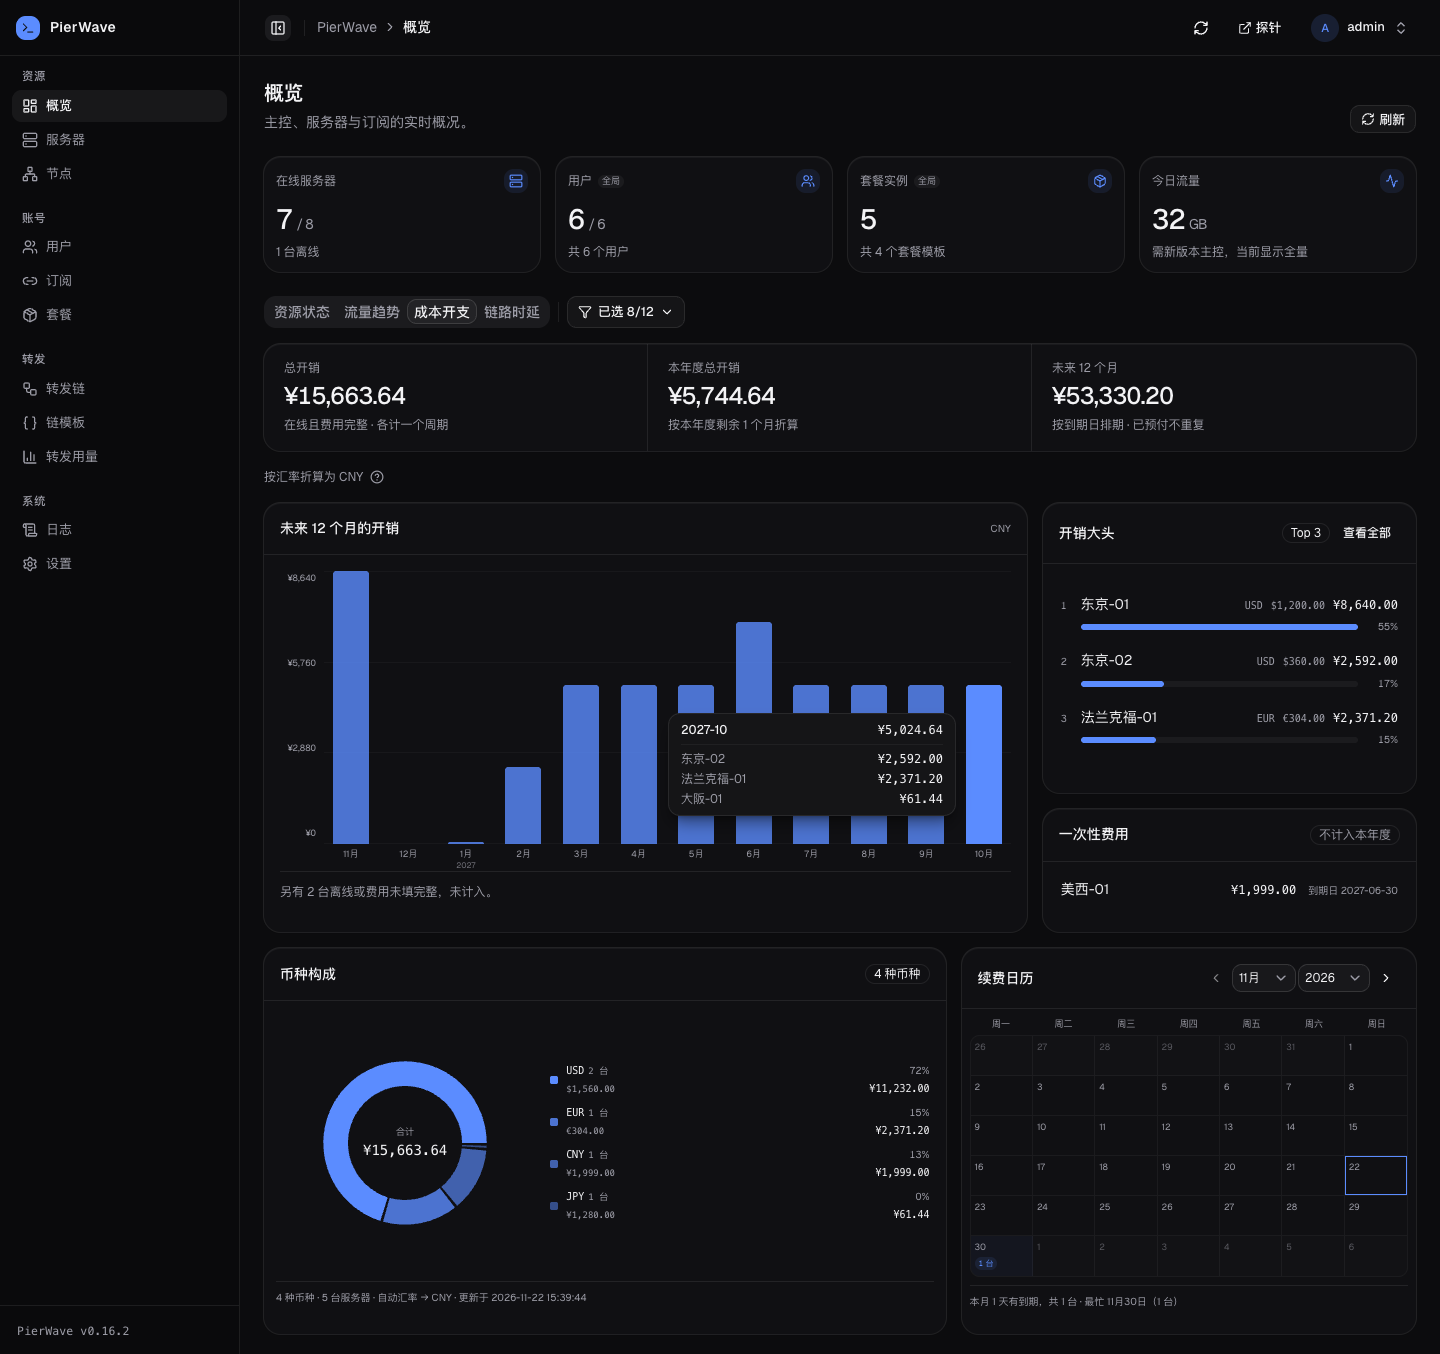 PierWave
PierWave > 概览
探针
A admin
资源
概览
服务器
节点
账号
用户
订阅
套餐
转发
转发链
链模板
转发用量
系统
日志
设置
PierWave v0.16.2
概览
主控、服务器与订阅的实时概况。
刷新
在线服务器
7 / 8
1 台离线
用户 全局
6 / 6
共 6 个用户
套餐实例 全局
5
共 4 个套餐模板
今日流量
32 GB
需新版本主控，当前显示全量
资源状态 流量趋势 成本开支 链路时延
已选 8/12
总开销
¥15,663.64
在线且费用完整 · 各计一个周期
本年度总开销
¥5,744.64
按本年度剩余 1 个月折算
未来 12 个月
¥53,330.20
按到期日排期 · 已预付不重复
按汇率折算为 CNY
未来 12 个月的开销 CNY
¥8,640
¥5,760
¥2,880
¥0
11月 12月 1月 2月 3月 4月 5月 6月 7月 8月 9月 10月
2027
2027-10 ¥5,024.64
东京-02 ¥2,592.00
法兰克福-01 ¥2,371.20
大阪-01 ¥61.44
另有 2 台离线或费用未填完整，未计入。
开销大头 Top 3 查看全部
1 东京-01 USD $1,200.00 ¥8,640.00
55%
2 东京-02 USD $360.00 ¥2,592.00
17%
3 法兰克福-01 EUR €304.00 ¥2,371.20
15%
一次性费用 不计入本年度
美西-01 ¥1,999.00 到期日 2027-06-30
币种构成 4 种币种
合计
¥15,663.64
USD 2 台 72%
$1,560.00 ¥11,232.00
EUR 1 台 15%
€304.00 ¥2,371.20
CNY 1 台 13%
¥1,999.00 ¥1,999.00
JPY 1 台 0%
¥1,280.00 ¥61.44
4 种币种 · 5 台服务器 · 自动汇率 → CNY · 更新于 2026-11-22 15:39:44
续费日历 11月 2026
周一 周二 周三 周四 周五 周六 周日
26 27 28 29 30 31 1
2 3 4 5 6 7 8
9 10 11 12 13 14 15
16 17 18 19 20 21 22
23 24 25 26 27 28 29
30 1 2 3 4 5 6
1 台
本月 1 天有到期，共 1 台 · 最忙 11月30日（1 台）